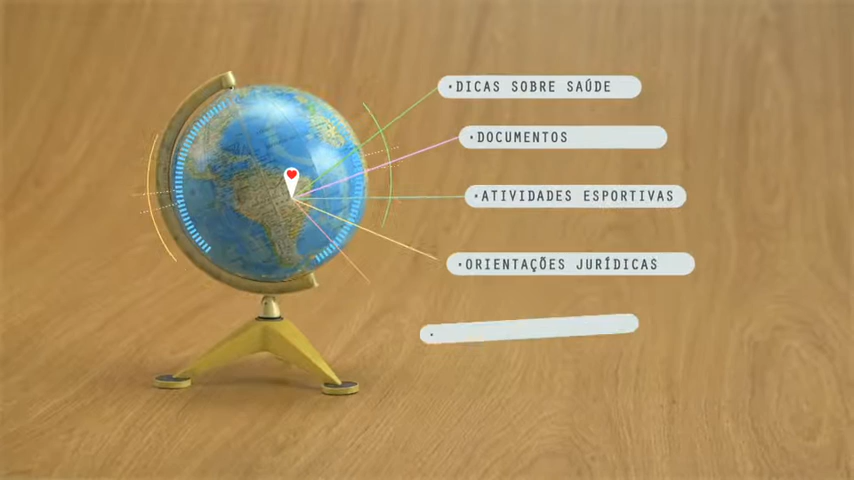 ·DICAS SOBRE SAÚDE
·DOCUMENTOS
·ATIVIDADES ESPORTIVAS
·ORIENTAÇÕES JURÍDICAS